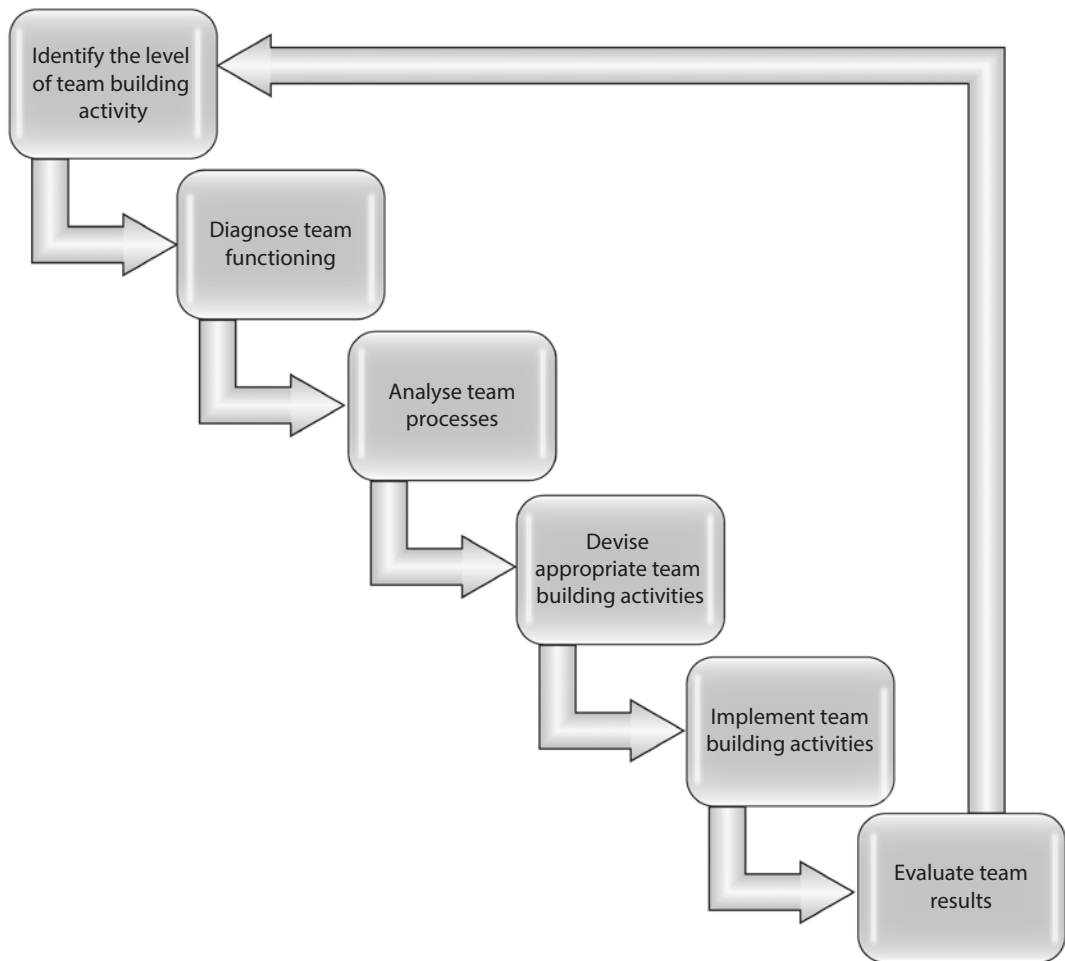 Identify the level
of team building
activity
Diagnose team
functioning
Analyse team
processes
Devise
appropriate team
building activities
Implement team
building activities
Evaluate team
results